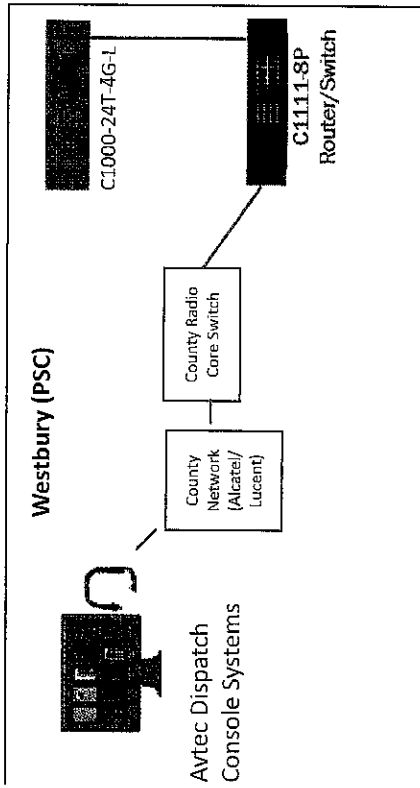 Westbury (PSC)
Avtec Dispatch
Console Systems
County
Network
(Alcatel/
Lucent)
County Radio
Core Switch
C1000-24T-4G-L
C1111-8P
Router/Switch